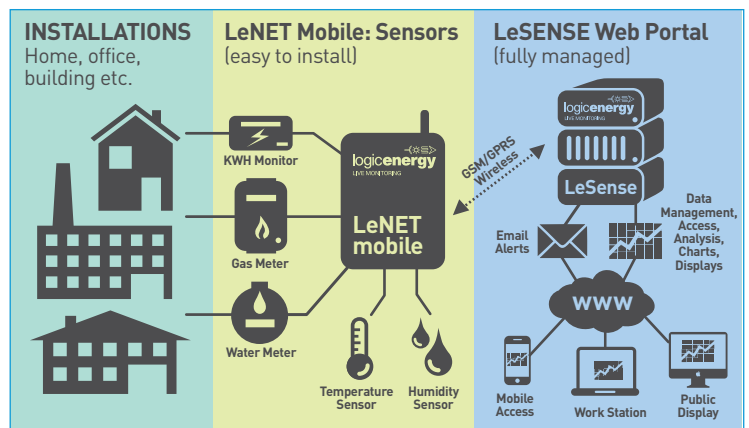 INSTALLATIONS
Home, office,
building etc.
LeNET Mobile: Sensors
(easy to install)
KWH Monitor
Gas Meter
Water Meter
logicenergy
LIVE MONITORING
LeNET
mobile
Temperature
Sensor
Humidity
Sensor
GSM/GPRS
Wireless
LeSENSE Web Portal
(fully managed)
logicenergy
LIVE MONITORING
LeSense
Email
Alerts
Data
Management,
Access,
Analysis,
Charts,
Displays
WWW
Mobile
Access
Work Station
Public
Display